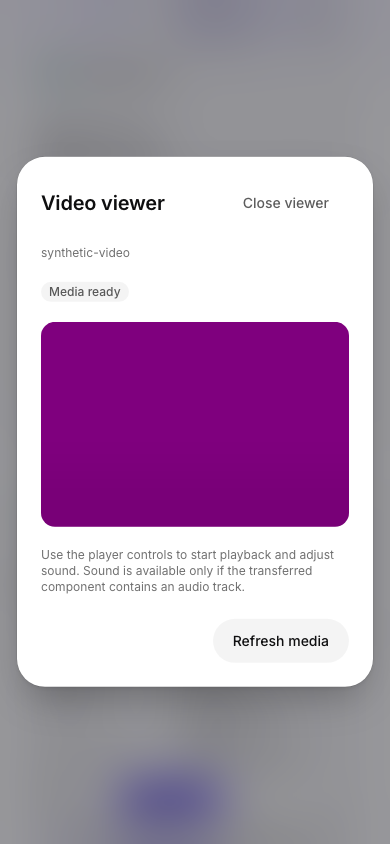 Video viewer
Close viewer
synthetic-video
Media ready
Use the player controls to start playback and adjust
sound. Sound is available only if the transferred
component contains an audio track.
Refresh media